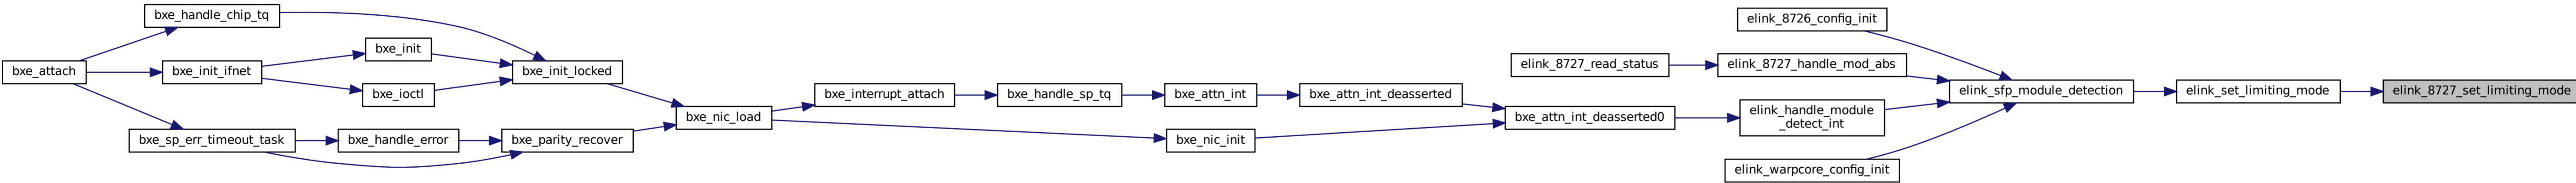 bxe_handle_chip_tq
bxe_attach
bxe_init_ifnet
bxe_sp_err_timeout_task
bxe_init
bxe_ioctl
bxe_handle_error
bxe_init_locked
bxe_parity_recover
bxe_nic_load
bxe_interrupt_attach
bxe_handle_sp_tq
bxe_attn_int
bxe_nic_init
bxe_attn_int_deasserted
elink_8727_read_status
bxe_attn_int_deasserted0
elink_8726_config_init
elink_8727_handle_mod_abs
elink_handle_module
_detect_int
elink_warpcore_config_init
elink_sfp_module_detection
elink_set_limiting_mode
elink_8727_set_limiting_mode